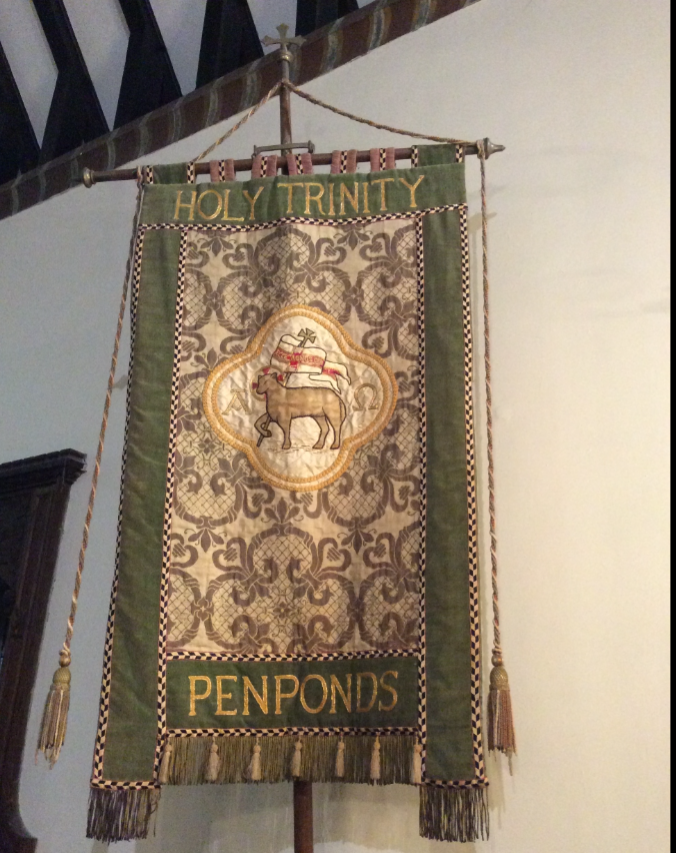 HOLY TRINITY
Α Ω
PENPONDS